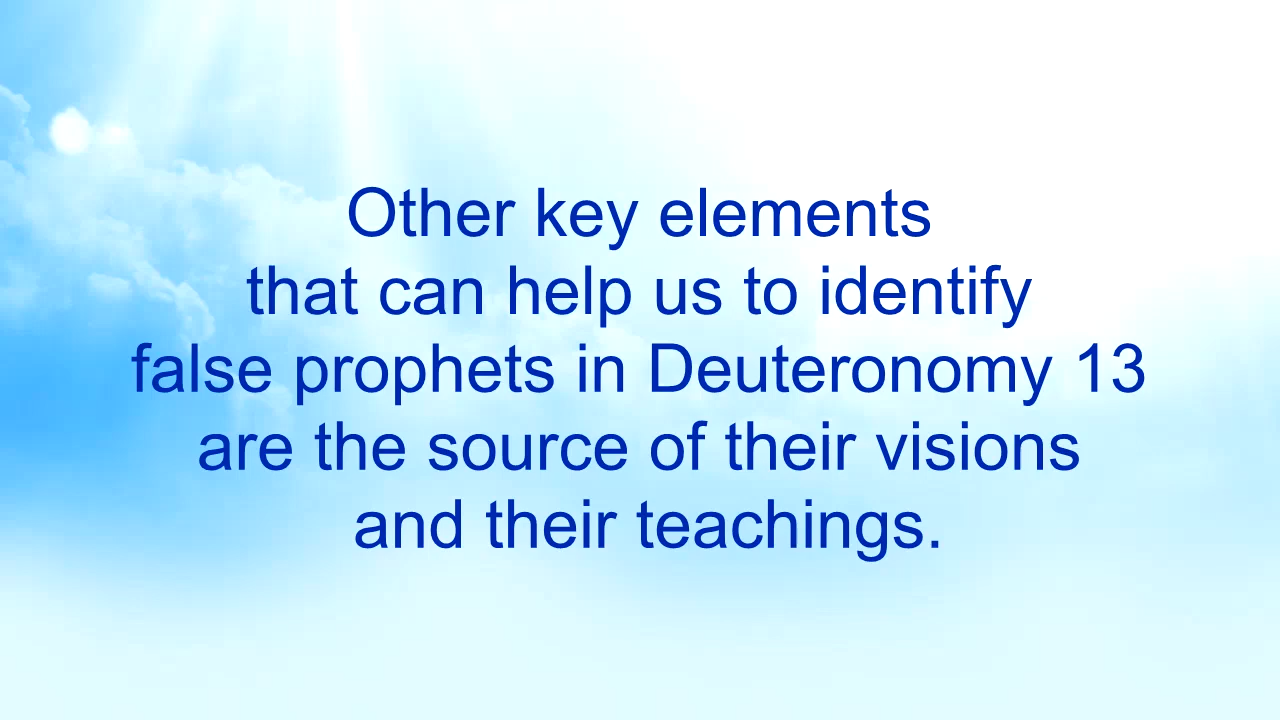 Other key elements
that can help us to identify
false prophets in Deuteronomy 13
are the source of their visions
and their teachings.